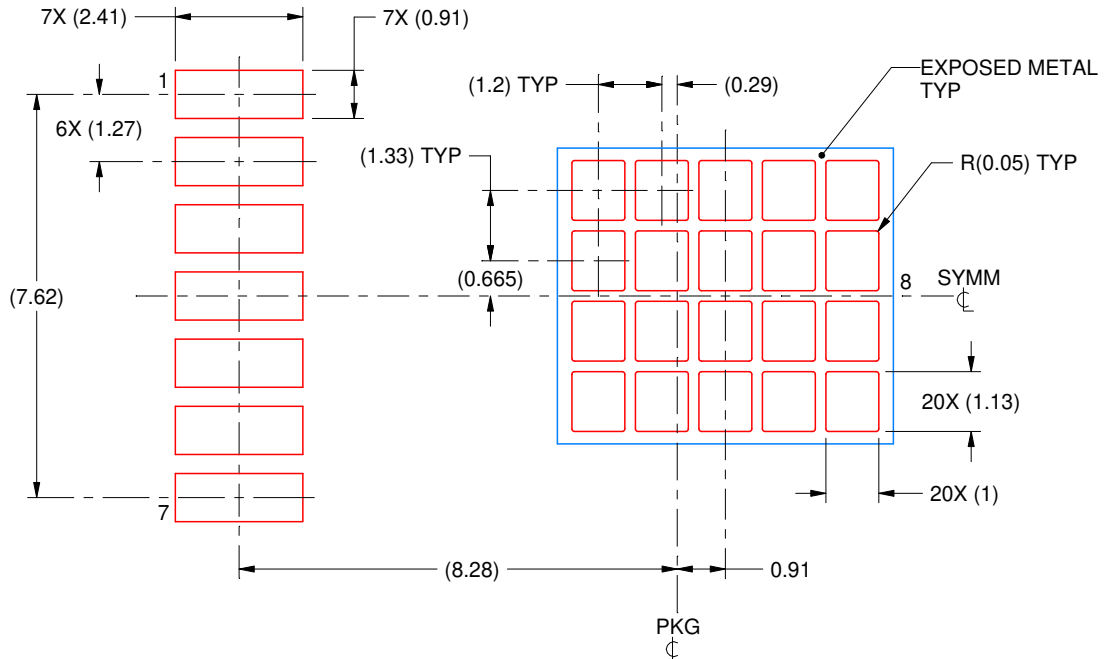 7X (2.41)
7X (0.91)
1
6X (1.27)
(7.62)
7
(1.2) TYP
(0.29)
EXPOSED METAL
TYP
(1.33) TYP
R(0.05) TYP
(0.665)
8
SYMM
℄
20X (1.13)
20X (1)
(8.28)
0.91
PKG
℄